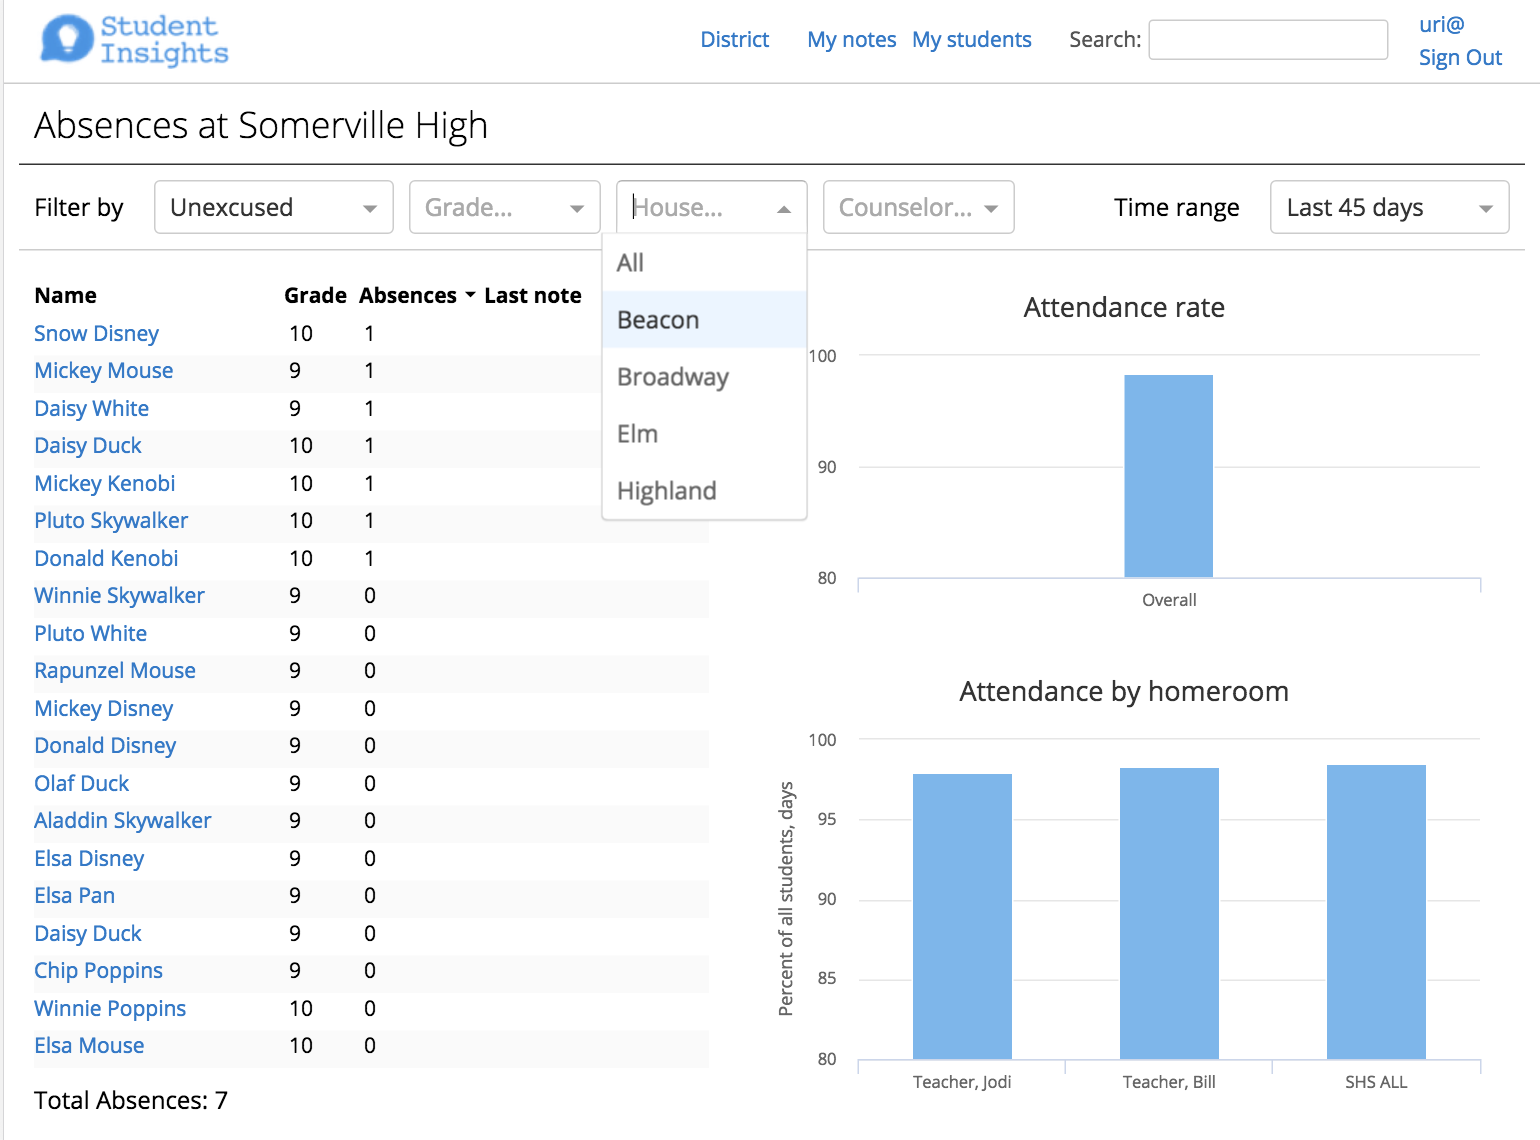 Student
Insights
District My notes My students Search:
uri@
Sign Out
Absences at Somerville High
Filter by Unexcused Grade... House... Counselor... Time range Last 45 days
All
Beacon
Broadway
Elm
Highland
Name Grade Absences Last note
Snow Disney 10 1
Mickey Mouse 9 1
Daisy White 9 1
Daisy Duck 10 1
Mickey Kenobi 10 1
Pluto Skywalker 10 1
Donald Kenobi 10 1
Winnie Skywalker 9 0
Pluto White 9 0
Rapunzel Mouse 9 0
Mickey Disney 9 0
Donald Disney 9 0
Olaf Duck 9 0
Aladdin Skywalker 9 0
Elsa Disney 9 0
Elsa Pan 9 0
Daisy Duck 9 0
Chip Poppins 9 0
Winnie Poppins 10 0
Elsa Mouse 10 0
Total Absences: 7
Attendance rate
100
90
80
Overall
Attendance by homeroom
Percent of all students, days
100
95
90
85
80
Teacher, Jodi Teacher, Bill SHS ALL